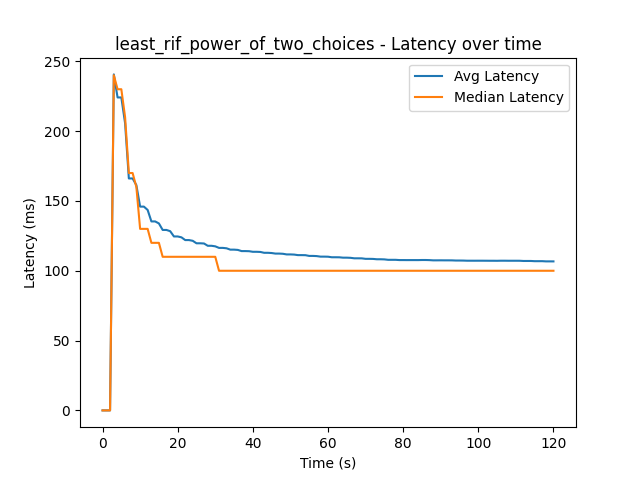 least_rif_power_of_two_choices - Latency over time
Avg Latency
Median Latency
Latency (ms)
250
200
150
100
50
0
0 20 40 60 80 100 120
Time (s)